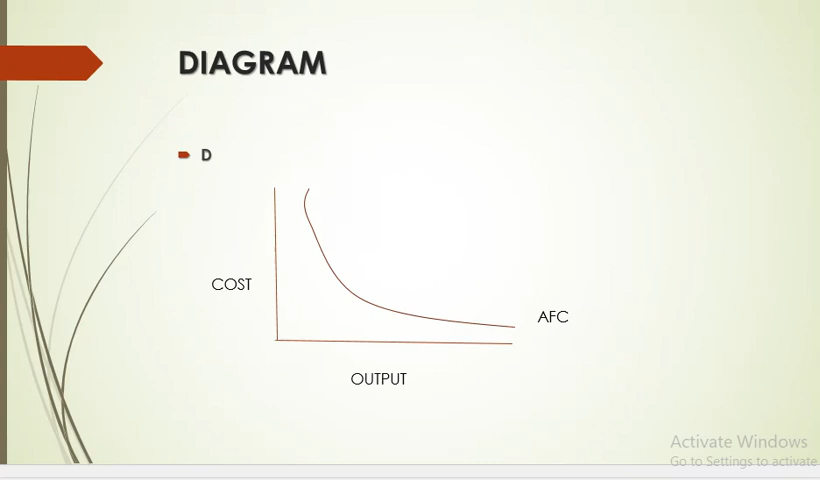 DIAGRAM
D
COST
AFC
OUTPUT
Activate Windows
Go to Settings to activate